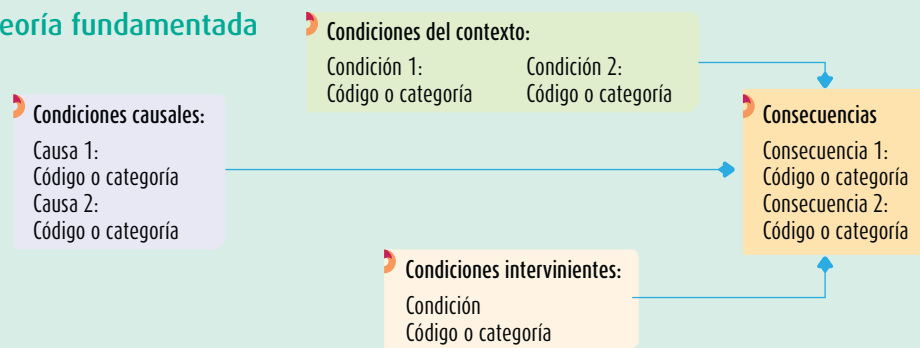 eoría fundamentada
Condiciones del contexto:
Condición 1: Condición 2:
Código o categoría Código o categoría
Condiciones causales:
Causa 1:
Código o categoría
Causa 2:
Código o categoría
Consecuencias
Consecuencia 1:
Código o categoría
Consecuencia 2:
Código o categoría
Condiciones intervinientes:
Condición
Código o categoría